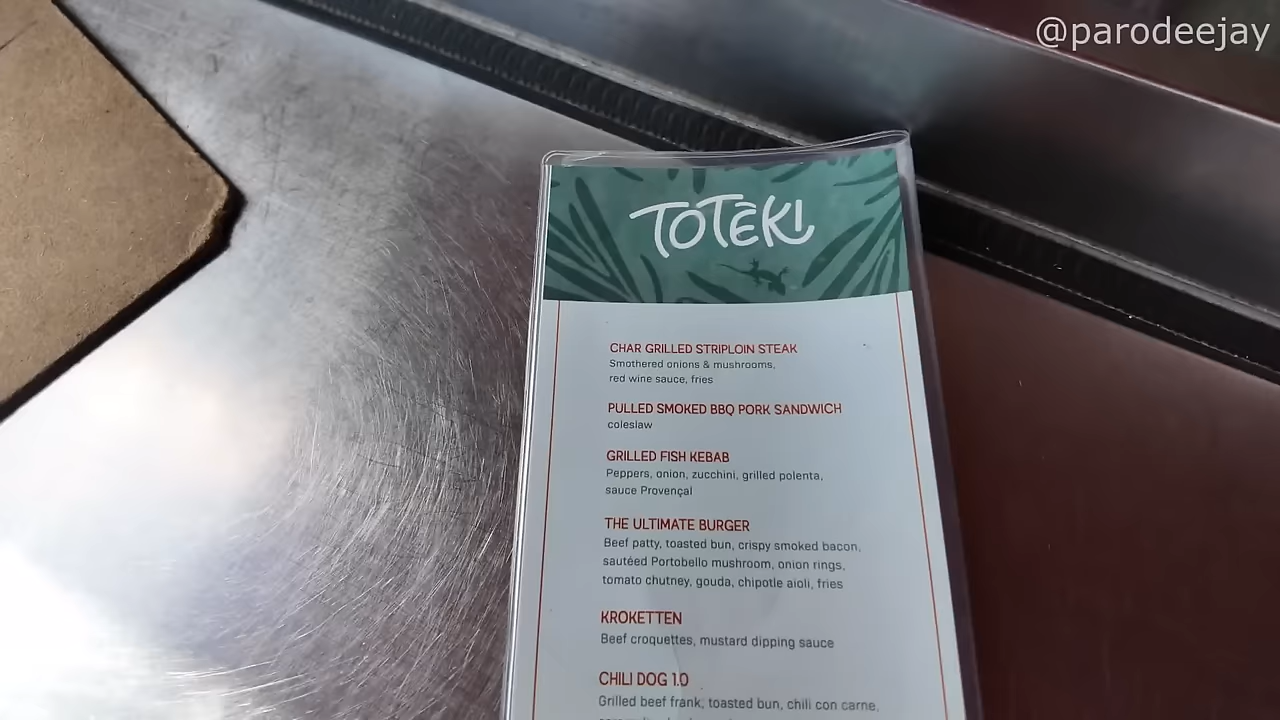 @parodeejay
TOTĒKI
CHAR GRILLED STRIPLOIN STEAK
Smothered onions & mushrooms,
red wine sauce, fries
PULLED SMOKED BBQ PORK SANDWICH
coleslaw
GRILLED FISH KEBAB
Peppers, onion, zucchini, grilled polenta,
sauce Provençal
THE ULTIMATE BURGER
Beef patty, toasted bun, crispy smoked bacon,
sautéed Portobello mushroom, onion rings,
tomato chutney, gouda, chipotle aioli, fries
KROKETTEN
Beef croquettes, mustard dipping sauce
CHILI DOG 1.0
Grilled beef frank, toasted bun, chili con carne,